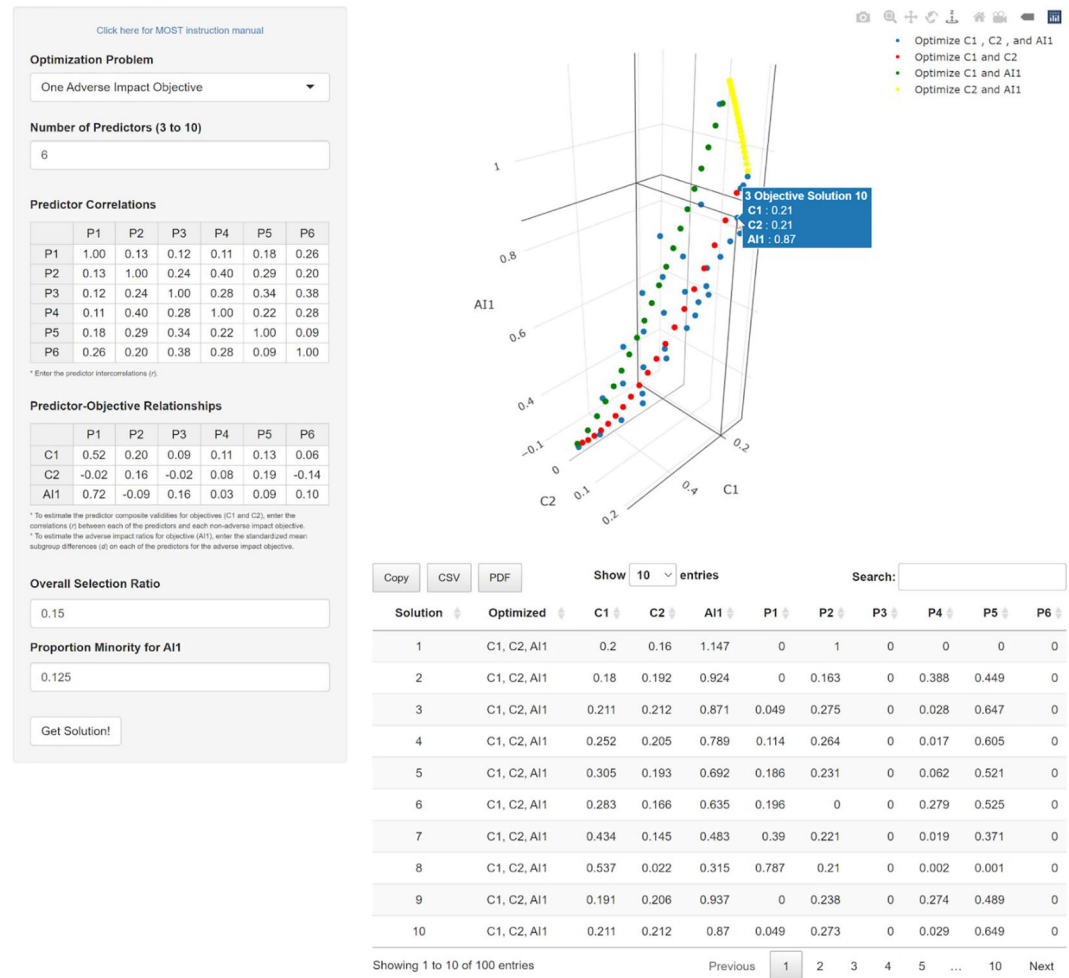 Click here for MOST instruction manual
Optimization Problem
One Adverse Impact Objective
Number of Predictors (3 to 10)
6
Predictor Correlations
P1 P2 P3 P4 P5 P6
P1 1.00 0.13 0.12 0.11 0.18 0.26
P2 0.13 1.00 0.24 0.40 0.29 0.20
P3 0.12 0.24 1.00 0.28 0.34 0.38
P4 0.11 0.40 0.28 1.00 0.22 0.28
P5 0.18 0.29 0.34 0.22 1.00 0.09
P6 0.26 0.20 0.38 0.28 0.09 1.00
* Enter the predictor intercorrelations (r).
Predictor-Objective Relationships
P1 P2 P3 P4 P5 P6
C1 0.52 0.20 0.09 0.11 0.13 0.06
C2 -0.02 0.16 -0.02 0.08 0.19 -0.14
AI1 0.72 -0.09 0.16 0.03 0.09 0.10
* To estimate the predictor composite validities for objectives (C1 and C2), enter the
correlations (r) between each of the predictors and each non-adverse impact objective.
* To estimate the adverse impact ratios for objective (AI1), enter the standardized mean
subgroup differences (d) on each of the predictors for the adverse impact objective.
Overall Selection Ratio
0.15
Proportion Minority for AI1
0.125
Get Solution!
Optimize C1 , C2 , and AI1
Optimize C1 and C2
Optimize C1 and AI1
Optimize C2 and AI1
1
0.8
AI1
0.6
0.4
3 Objective Solution 10
C1 : 0.21
C2 : 0.21
AI1 : 0.87
-0.1
0
C2
0.1
0.2
0.2
0.4
C1
Copy CSV PDF Show 10 entries Search:
Solution Optimized C1 C2 AI1 P1 P2 P3 P4 P5 P6
1 C1, C2, AI1 0.2 0.16 1.147 0 1 0 0 0 0
2 C1, C2, AI1 0.18 0.192 0.924 0 0.163 0 0.388 0.449 0
3 C1, C2, AI1 0.211 0.212 0.871 0.049 0.275 0 0.028 0.647 0
4 C1, C2, AI1 0.252 0.205 0.789 0.114 0.264 0 0.017 0.605 0
5 C1, C2, AI1 0.305 0.193 0.692 0.186 0.231 0 0.062 0.521 0
6 C1, C2, AI1 0.283 0.166 0.635 0.196 0 0 0.279 0.525 0
7 C1, C2, AI1 0.434 0.145 0.483 0.39 0.221 0 0.019 0.371 0
8 C1, C2, AI1 0.537 0.022 0.315 0.787 0.21 0 0.002 0.001 0
9 C1, C2, AI1 0.191 0.206 0.937 0 0.238 0 0.274 0.489 0
10 C1, C2, AI1 0.211 0.212 0.87 0.049 0.273 0 0.029 0.649 0
Showing 1 to 10 of 100 entries Previous 1 2 3 4 5 ... 10 Next